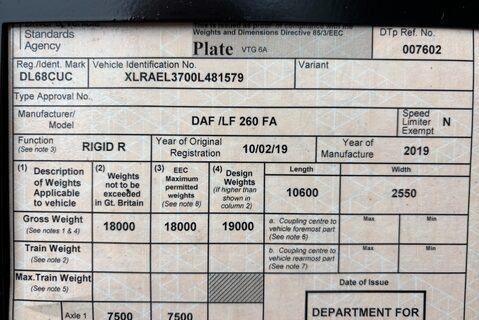 Standards
Agency
Weights and Dimensions Directive 85/3/EEC
Plate VTG 6A
DTp Ref. No.
007602
Reg./Ident. Mark
DL68CUC
Vehicle Identification No.
XLRAEL3700L481579
Variant
Type Approval No.
Manufacturer/
Model
DAF /LF 260 FA
Speed
Limiter
Exempt N
Function
(See note 3)
RIGID R
Year of Original
Registration
10/02/19
Year of
Manufacture
2019
(1) Description
of Weights
Applicable
to vehicle
(2) Weights
not to be
exceeded
in Gt. Britain
(3) EEC
Maximum
permitted
weights
(See note 8)
(4) Design
Weights
(if higher than
shown in
column 2)
Length
10600
Width
2550
Gross Weight
(See notes 1 & 4)
18000
18000
19000
a. Coupling centre to
vehicle foremost part
(See note 6)
Max
Min
Train Weight
(See note 2)
b. Coupling centre to
vehicle rearmost part
(See note 7)
Max
Min
Max.Train Weight
(See note 5)
Date of Issue
Axle 1
7500
7500
DEPARTMENT FOR